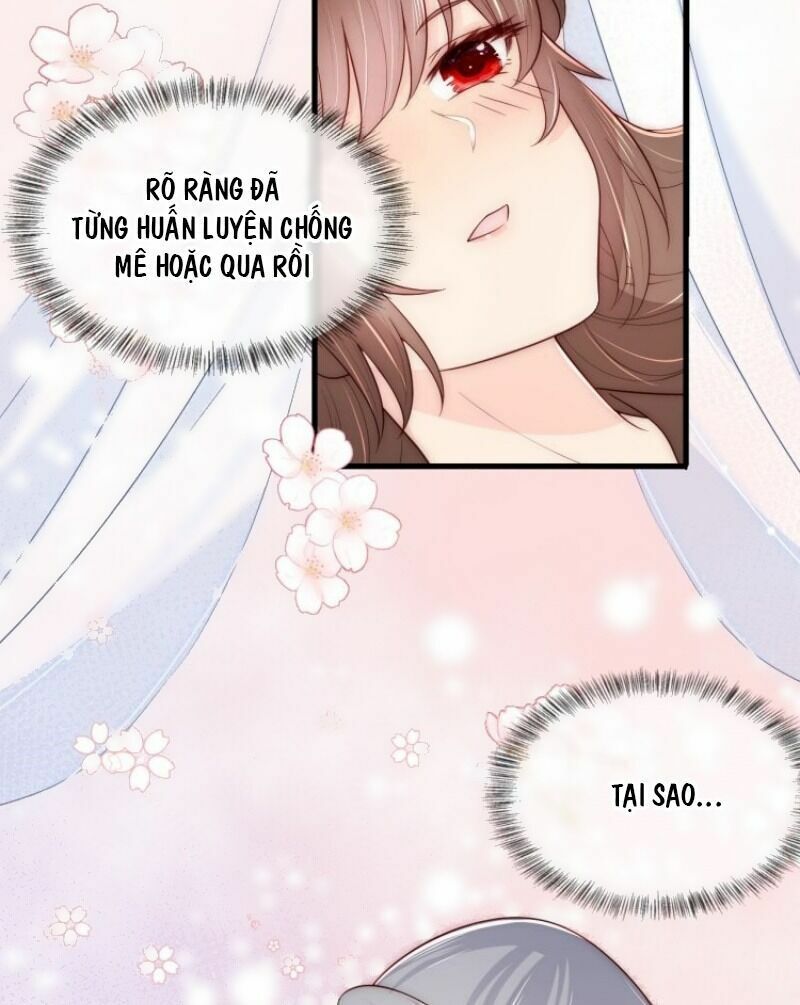 RÕ RÀNG ĐÃ
TỪNG HUẤN LUYỆN CHỐNG
MÊ HOẶC QUA RỒI
TẠI SAO...